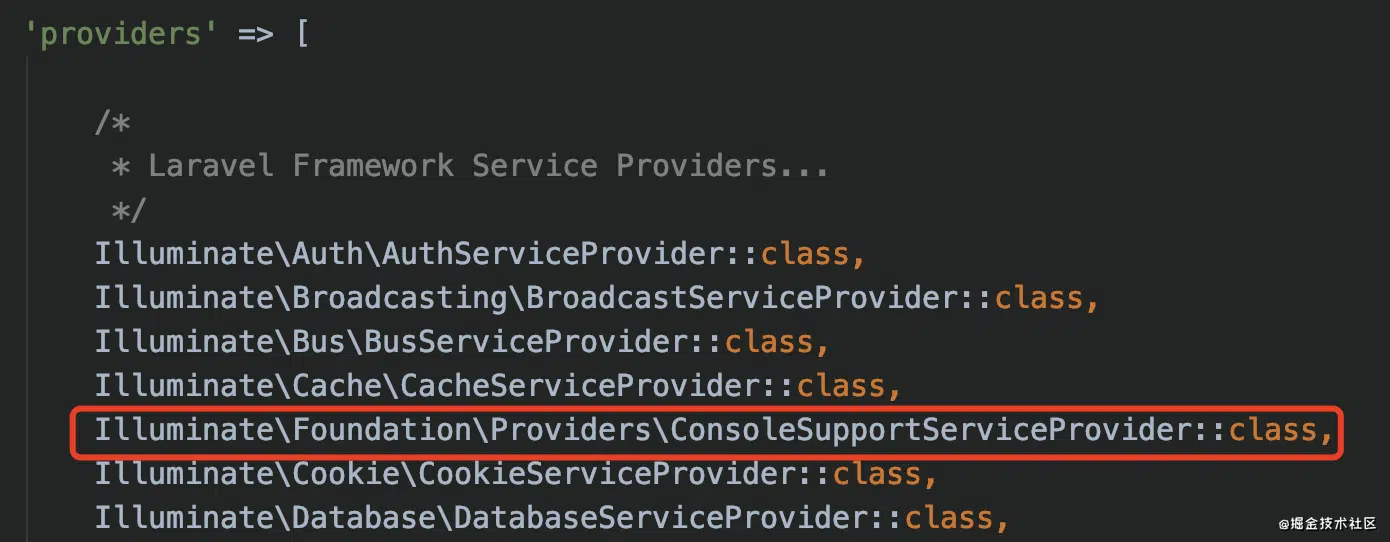 'providers' => [
/*
* Laravel Framework Service Providers...
*/
Illuminate\Auth\AuthServiceProvider::class,
Illuminate\Broadcasting\BroadcastServiceProvider::class,
Illuminate\Bus\BusServiceProvider::class,
Illuminate\Cache\CacheServiceProvider::class,
Illuminate\Foundation\Providers\ConsoleSupportServiceProvider::class,
Illuminate\Cookie\CookieServiceProvider::class,
Illuminate\Database\DatabaseServiceProvider::class,
@掘金技术社区